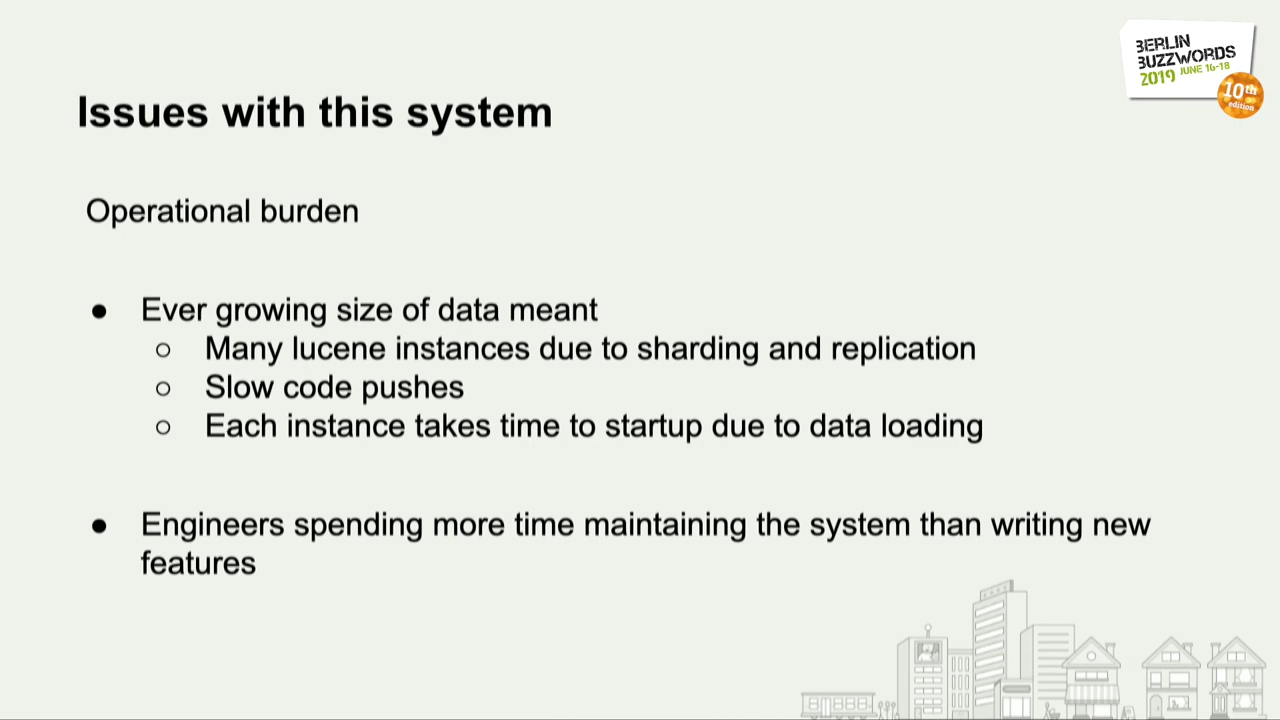 BERLIN
BUZZWORDS
2019 JUNE 16-18
10th
edition
Issues with this system
Operational burden
● Ever growing size of data meant
○ Many lucene instances due to sharding and replication
○ Slow code pushes
○ Each instance takes time to startup due to data loading
● Engineers spending more time maintaining the system than writing new
features